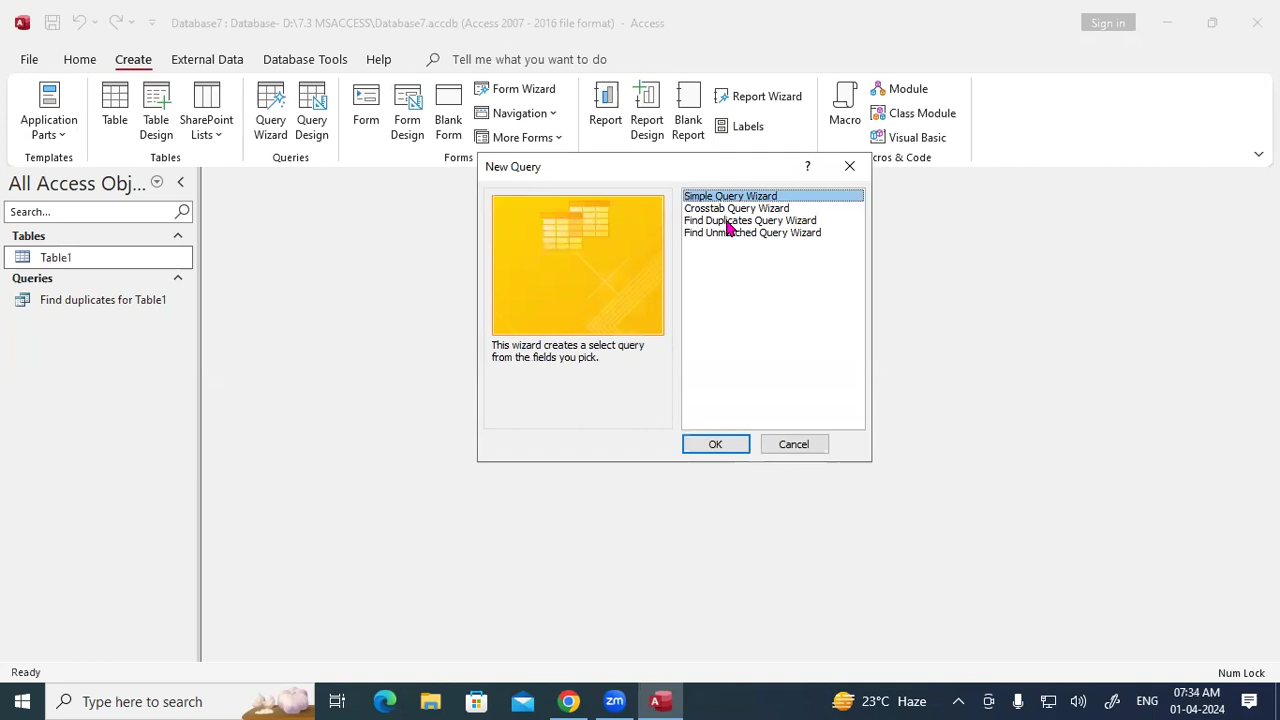 Database7 : Database- D:\7.3 MSACCESS\Database7.accdb (Access 2007 - 2016 file format) - Access
Sign in
File Home Create External Data Database Tools Help Tell me what you want to do
Application Parts
Templates
Table
Table Design
SharePoint Lists
Tables
Query Wizard
Query Design
Queries
Form
Form Design
Blank Form
Form Wizard
Navigation
More Forms
Forms
Report
Report Design
Blank Report
Report Wizard
Labels
Macro
Module
Class Module
Visual Basic
cros & Code
All Access Obj...
Search...
Tables
Table1
Queries
Find duplicates for Table1
New Query
?
This wizard creates a select query
from the fields you pick.
Simple Query Wizard
Crosstab Query Wizard
Find Duplicates Query Wizard
Find Unmatched Query Wizard
OK Cancel
Ready
Num Lock
Type here to search
zm
23°C Haze
ENG
07:34 AM
01-04-2024